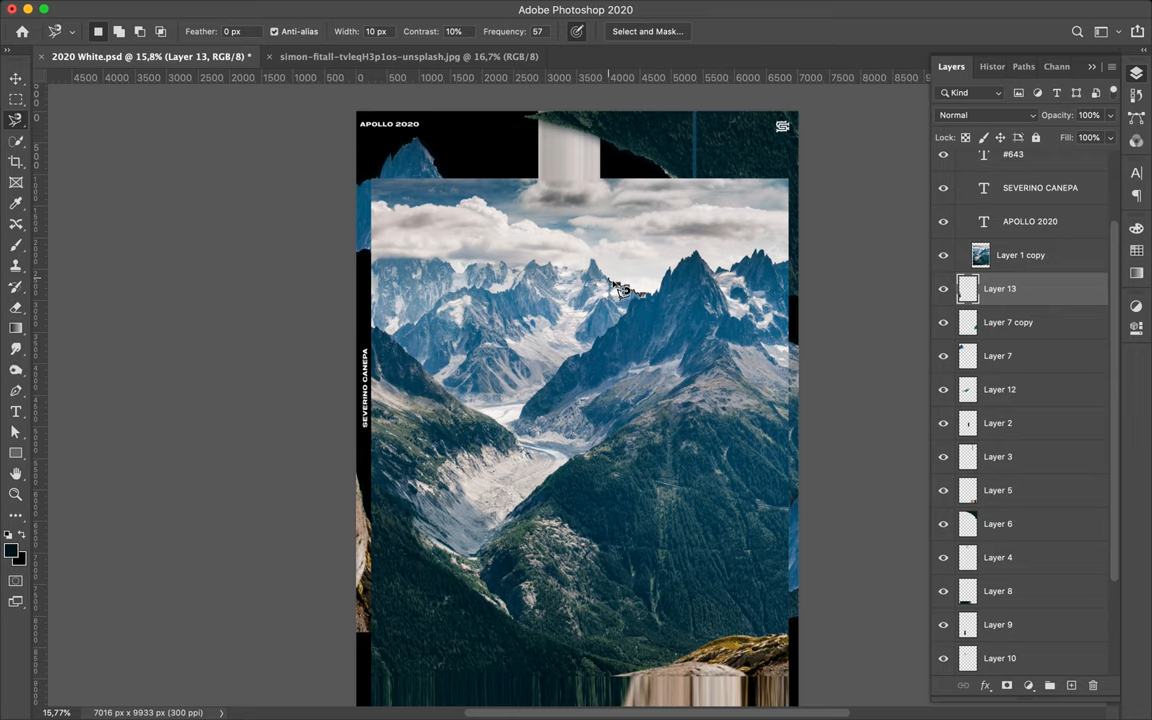 Adobe Photoshop 2020
Feather: 0 px
Anti-alias
Width: 10 px
Contrast: 10%
Frequency: 57
Select and Mask...
2020 White.psd @ 15,8% (Layer 13, RGB/8) *
simon-fitall-tvleqH3p1os-unsplash.jpg @ 16,7% (RGB/8)
4500 4000 3500 3000 2500 2000 1500 1000 500 0 500 1000 1500 2000 2500 3000 3500 4000 4500 5000 5500 6000 6500 7000 7500 8000 8500 9000
Layers
Histor
Paths
Chann
Kind
Normal
Opacity: 100%
Lock:
Fill: 100%
#643
SEVERINO CANEPA
APOLLO 2020
Layer 1 copy
Layer 13
Layer 7 copy
Layer 7
Layer 12
Layer 2
Layer 3
Layer 5
Layer 6
Layer 4
Layer 8
Layer 9
Layer 10
APOLLO 2020
SEVERINO CANEPA
15,77%
7016 px x 9933 px (300 ppi)